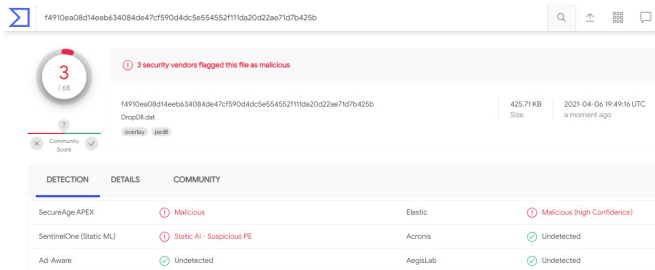 f4910ea08d14eeb634084de47cf590d4dc5e554552f111da20d22ae71d7b425b
3
/ 68
?
Community
Score
3 security vendors flagged this file as malicious
f4910ea08d14eeb634084de47cf590d4dc5e554552f111da20d22ae71d7b425b
DropDll.dat
overlay pedll
425.71 KB
Size
2021-04-06 19:49:16 UTC
a moment ago
DETECTION DETAILS COMMUNITY
SecureAge APEX Malicious Elastic Malicious (high Confidence)
SentinelOne (Static ML) Static AI - Suspicious PE Acronis Undetected
Ad-Aware Undetected AegisLab Undetected